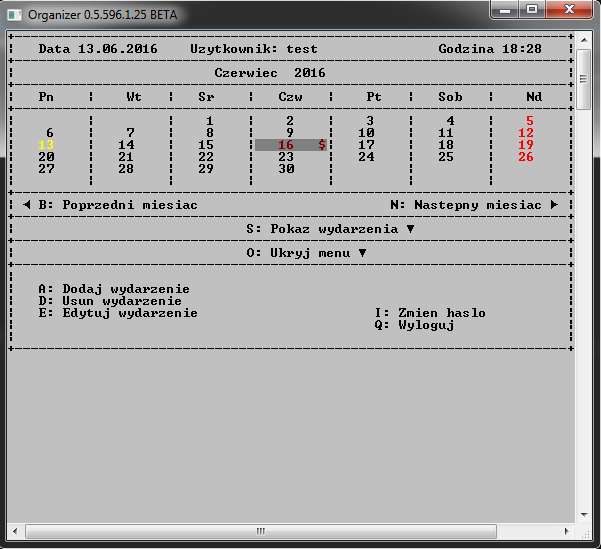 Organizer 0.5.596.1.25 BETA
Data 13.06.2016 Uzytkownik: test Godzina 18:28
Czerwiec 2016
Pn ¦ Wt ¦ Sr ¦ Czw ¦ Pt ¦ Sob ¦ Nd
1 2 3 4 5
6 7 8 9 10 11 12
13 14 15 16 $ 17 18 19
20 21 22 23 24 25 26
27 28 29 30
◄ B: Poprzedni miesiac N: Nastepny miesiac ►
S: Pokaz wydarzenia ▼
O: Ukryj menu ▼
A: Dodaj wydarzenie
D: Usun wydarzenie
E: Edytuj wydarzenie I: Zmien haslo
Q: Wyloguj